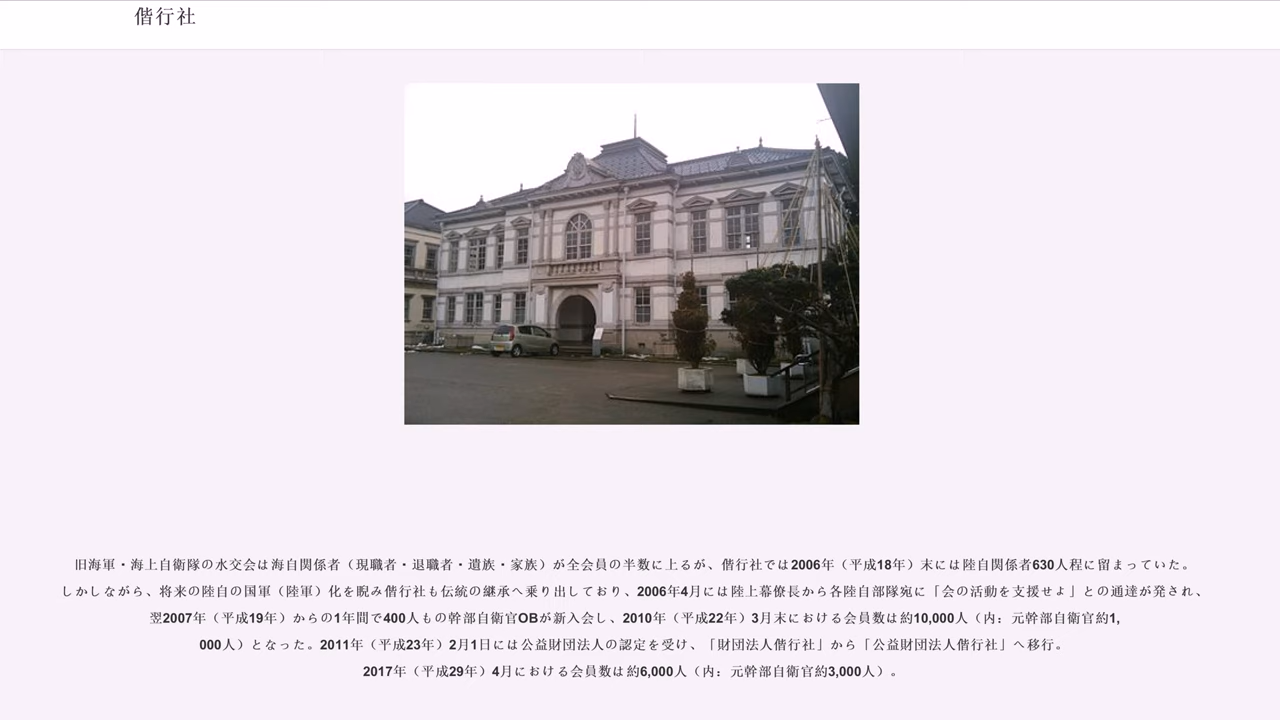 偕行社
旧海軍・海上自衛隊の水交会は海自関係者（現職者・退職者・遺族・家族）が全会員の半数に上るが、偕行社では2006年（平成18年）末には陸自関係者630人程に留まっていた。
しかしながら、将来の陸自の国軍（陸軍）化を睨み偕行社も伝統の継承へ乗り出しており、2006年4月には陸上幕僚長から各陸自部隊宛に「会の活動を支援せよ」との通達が発され、
翌2007年（平成19年）からの1年間で400人もの幹部自衛官OBが新入会し、2010年（平成22年）3月末における会員数は約10,000人（内：元幹部自衛官約1,
000人）となった。2011年（平成23年）2月1日には公益財団法人の認定を受け、「財団法人偕行社」から「公益財団法人偕行社」へ移行。
2017年（平成29年）4月における会員数は約6,000人（内：元幹部自衛官約3,000人）。